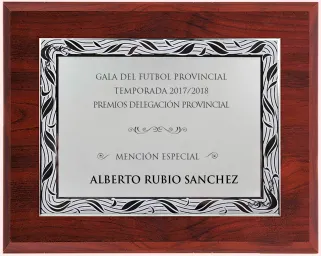 GALA DEL FUTBOL PROVINCIAL
TEMPORADA 2017/2018
PREMIOS DELEGACIÓN PROVINCIAL
MENCIÓN ESPECIAL
ALBERTO RUBIO SANCHEZ